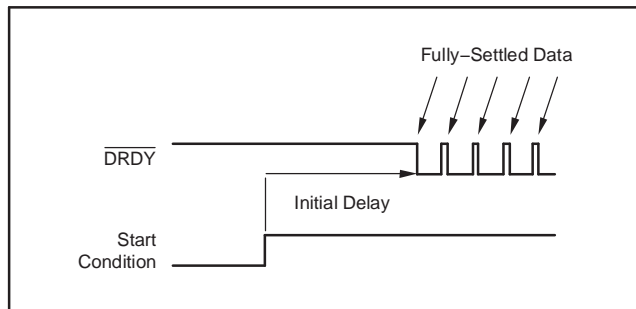 Fully−Settled Data
DRDY
Initial Delay
Start
Condition